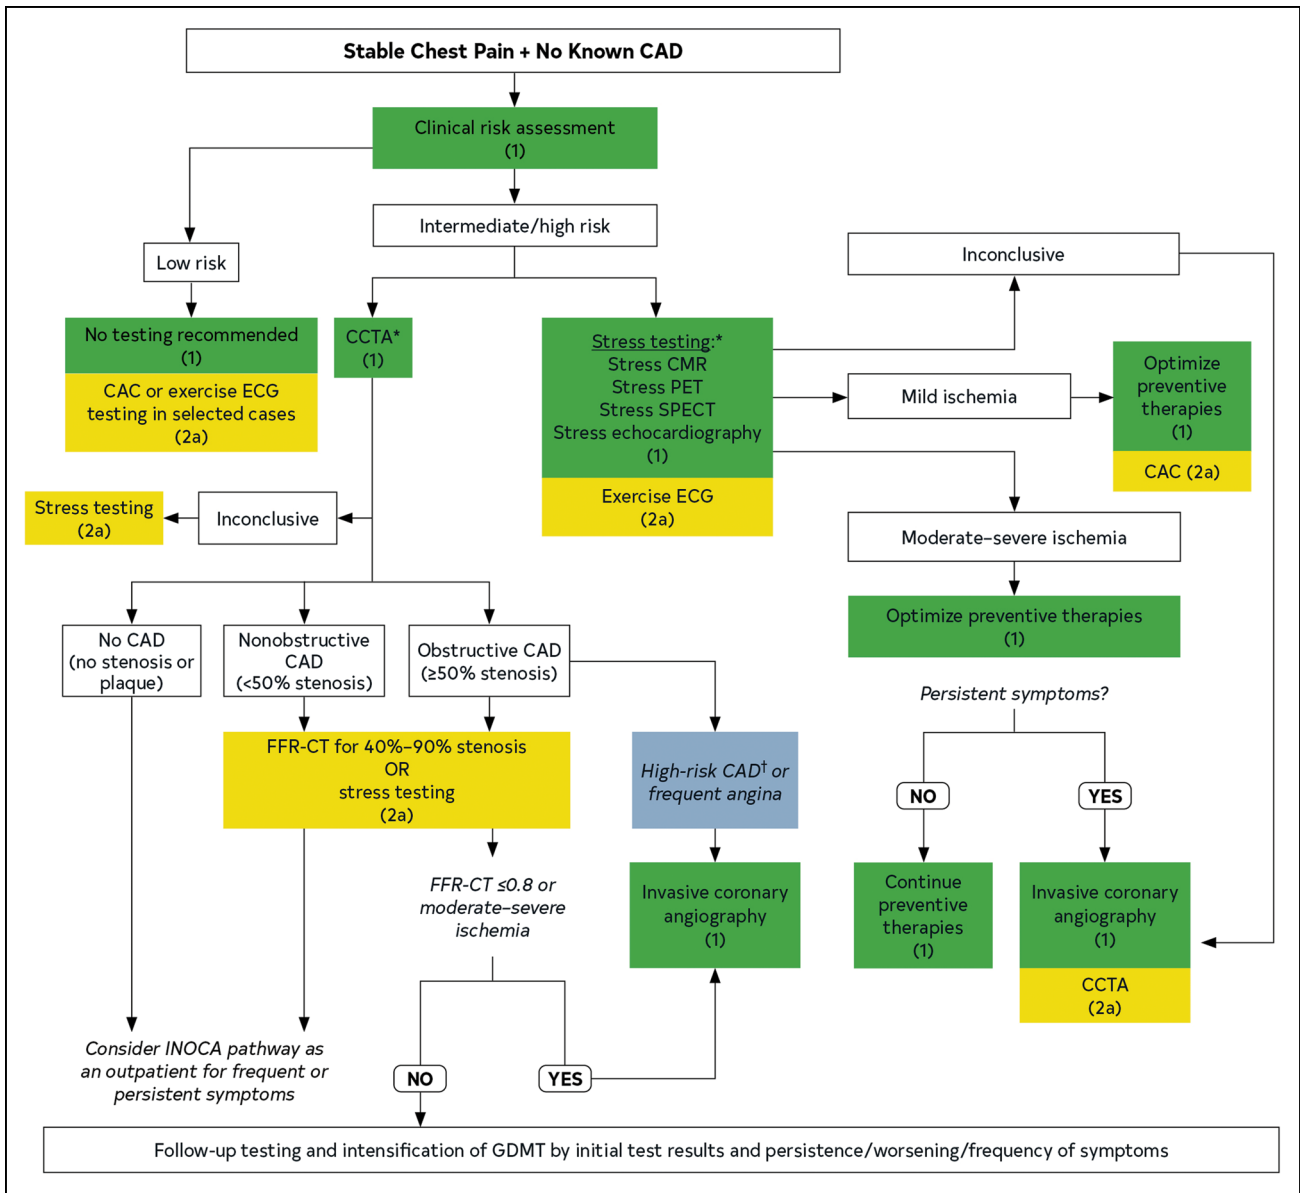 Stable Chest Pain + No Known CAD
Clinical risk assessment
(1)
Intermediate/high risk
Low risk
No testing recommended
(1)
CAC or exercise ECG
testing in selected cases
(2a)
CCTA*
(1)
Stress testing:*
Stress CMR
Stress PET
Stress SPECT
Stress echocardiography
(1)
Exercise ECG
(2a)
Inconclusive
Mild ischemia
Optimize
preventive
therapies
(1)
CAC (2a)
Stress testing
(2a)
Inconclusive
Moderate–severe ischemia
Optimize preventive therapies
(1)
Persistent symptoms?
NO
YES
Continue
preventive
therapies
(1)
Invasive coronary
angiography
(1)
CCTA
(2a)
No CAD
(no stenosis or
plaque)
Nonobstructive
CAD
(<50% stenosis)
Obstructive CAD
(≥50% stenosis)
FFR-CT for 40%–90% stenosis
OR
stress testing
(2a)
High-risk CAD† or
frequent angina
Invasive coronary
angiography
(1)
FFR-CT ≤0.8 or
moderate–severe
ischemia
NO
YES
Consider INOCA pathway as
an outpatient for frequent or
persistent symptoms
Follow-up testing and intensification of GDMT by initial test results and persistence/worsening/frequency of symptoms